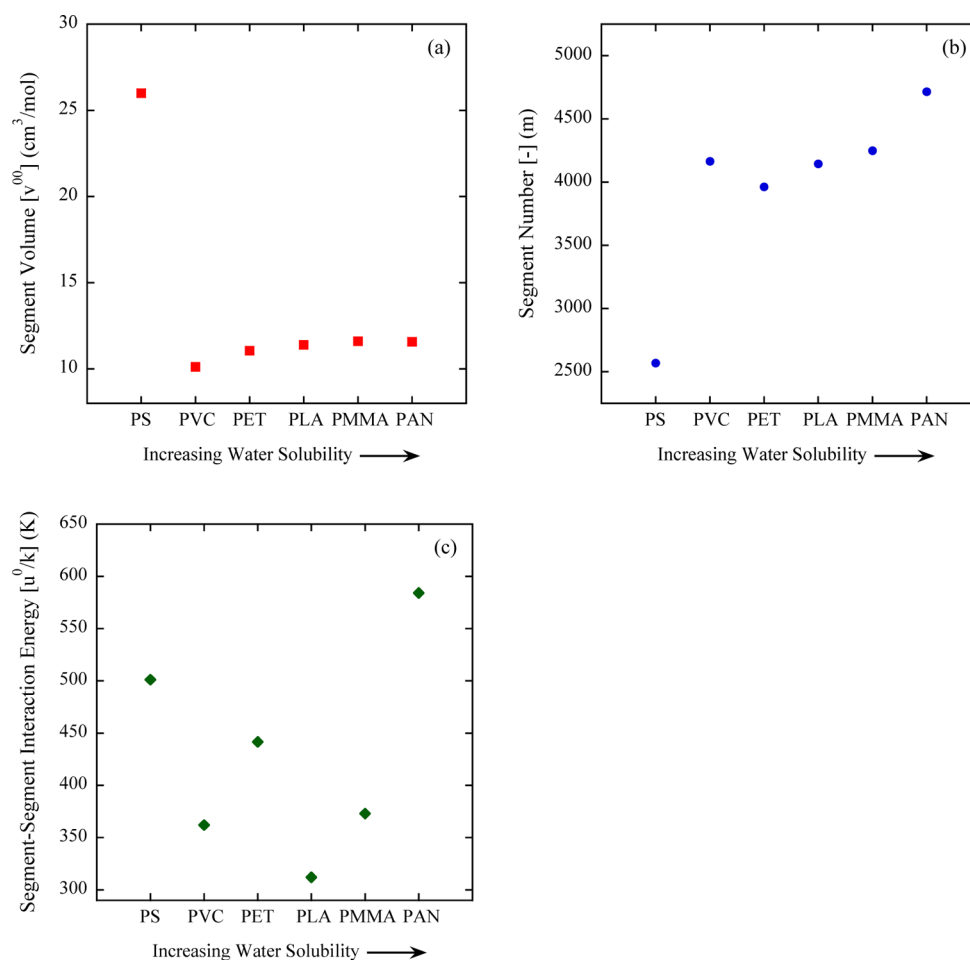 (a)
Segment Volume [v^00] (cm^3/mol)
30
25
20
15
10
PS PVC PET PLA PMMA PAN
Increasing Water Solubility →
(b)
Segment Number [-] (m)
5000
4500
4000
3500
3000
2500
PS PVC PET PLA PMMA PAN
Increasing Water Solubility →
(c)
Segment-Segment Interaction Energy [u^0/k] (K)
650
600
550
500
450
400
350
300
PS PVC PET PLA PMMA PAN
Increasing Water Solubility →